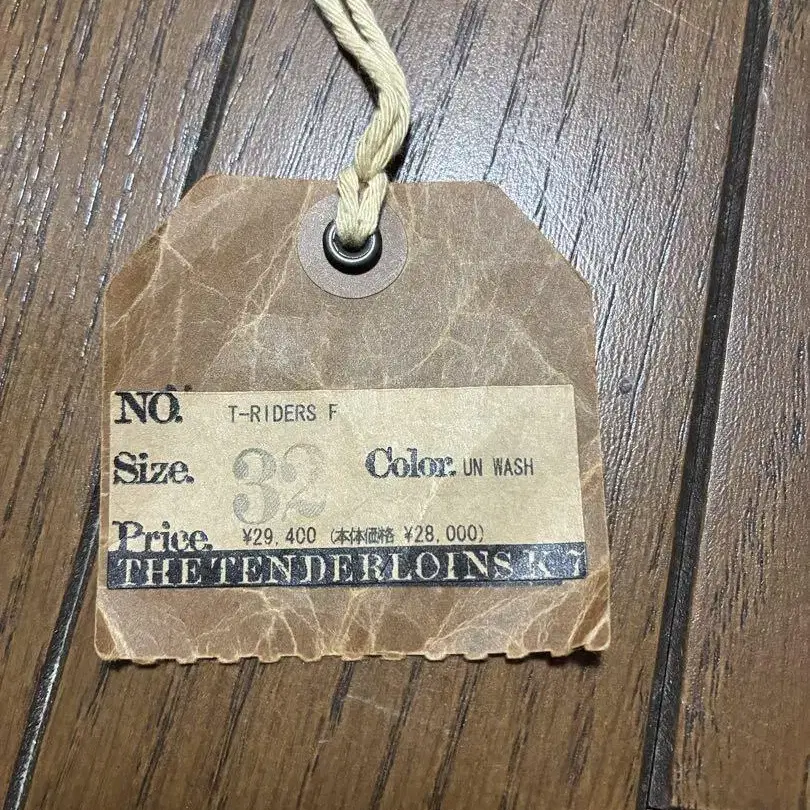 NO. T-RIDERS F
Size. 32 Color. UN WASH
Price. ¥29,400 (本体価格 ¥28,000)
THE TENDERLOINS K 7